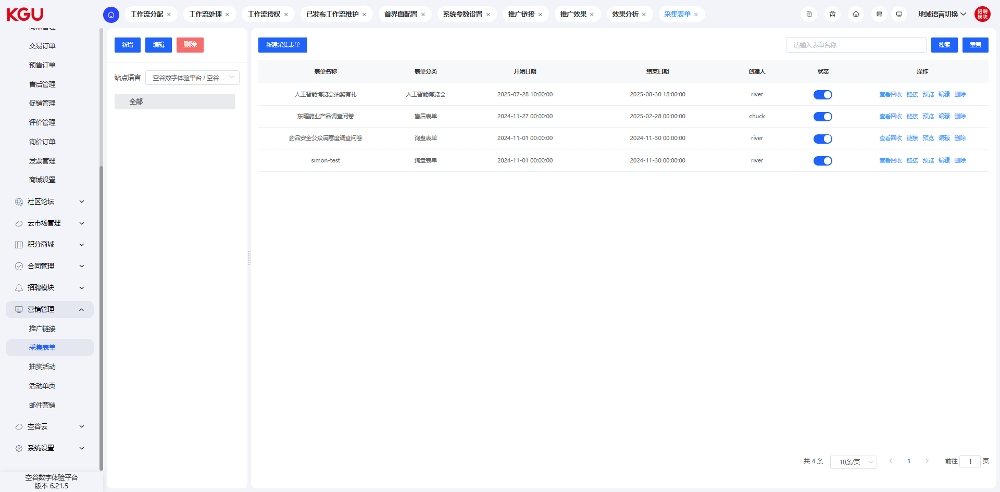 KGU
工作流分配 ×
工作流处理 ×
工作流授权 ×
已发布工作流维护 ×
首界面配置 ×
系统参数设置 ×
推广链接 ×
推广效果 ×
效果分析 ×
采集表单 ×
地域语言切换
招聘
模块
交易订单
预售订单
售后管理
促销管理
评价管理
询价订单
发票管理
商城设置
社区论坛
云市场管理
积分商城
合同管理
招聘模块
营销管理
推广链接
采集表单
抽奖活动
活动单页
邮件营销
空谷云
系统设置
空谷数字体验平台
版本 6.21.5
新增 编辑 删除
站点语言 空谷数字体验平台 / 空谷...
全部
新建采集表单 请输入表单名称 搜索 重置
表单名称 表单分类 开始日期 结束日期 创建人 状态 操作
人工智能博览会抽奖有礼 人工智能博览会 2025-07-28 10:00:00 2025-08-30 18:00:00 river 查看回收 链接 预览 编辑 删除
东曜药业产品调查问卷 售后表单 2024-11-27 00:00:00 2025-02-28 00:00:00 chuck 查看回收 链接 预览 编辑 删除
药品安全公众满意度调查问卷 询盘表单 2024-11-01 00:00:00 2024-11-30 00:00:00 river 查看回收 链接 预览 编辑 删除
simon-test 询盘表单 2024-11-01 00:00:00 2024-11-30 00:00:00 river 查看回收 链接 预览 编辑 删除
共 4 条 10条/页 1 前往 1 页